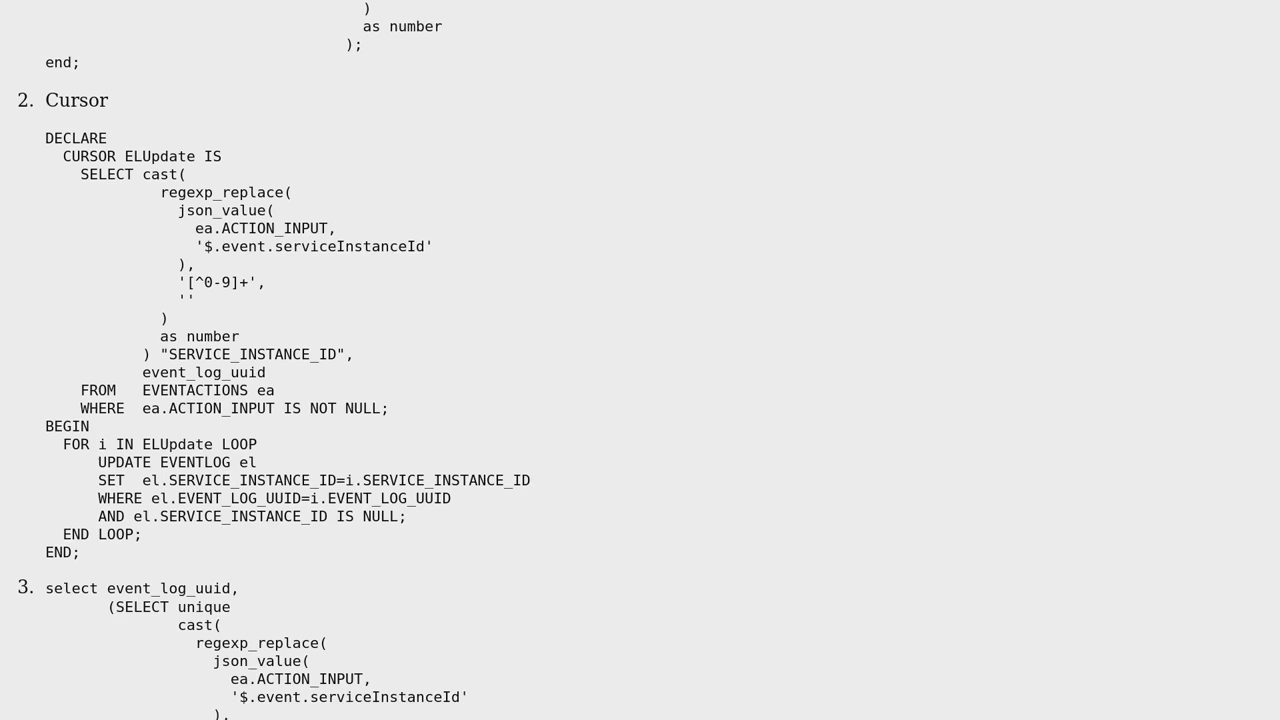 )
as number
);
end;
2. Cursor
DECLARE
CURSOR ELUpdate IS
SELECT cast(
regexp_replace(
json_value(
ea.ACTION_INPUT,
'$.event.serviceInstanceId'
),
'[^0-9]+',
''
)
as number
) "SERVICE_INSTANCE_ID",
event_log_uuid
FROM   EVENTACTIONS ea
WHERE  ea.ACTION_INPUT IS NOT NULL;
BEGIN
FOR i IN ELUpdate LOOP
UPDATE EVENTLOG el
SET  el.SERVICE_INSTANCE_ID=i.SERVICE_INSTANCE_ID
WHERE el.EVENT_LOG_UUID=i.EVENT_LOG_UUID
AND el.SERVICE_INSTANCE_ID IS NULL;
END LOOP;
END;
3. select event_log_uuid,
(SELECT unique
cast(
regexp_replace(
json_value(
ea.ACTION_INPUT,
'$.event.serviceInstanceId'
),